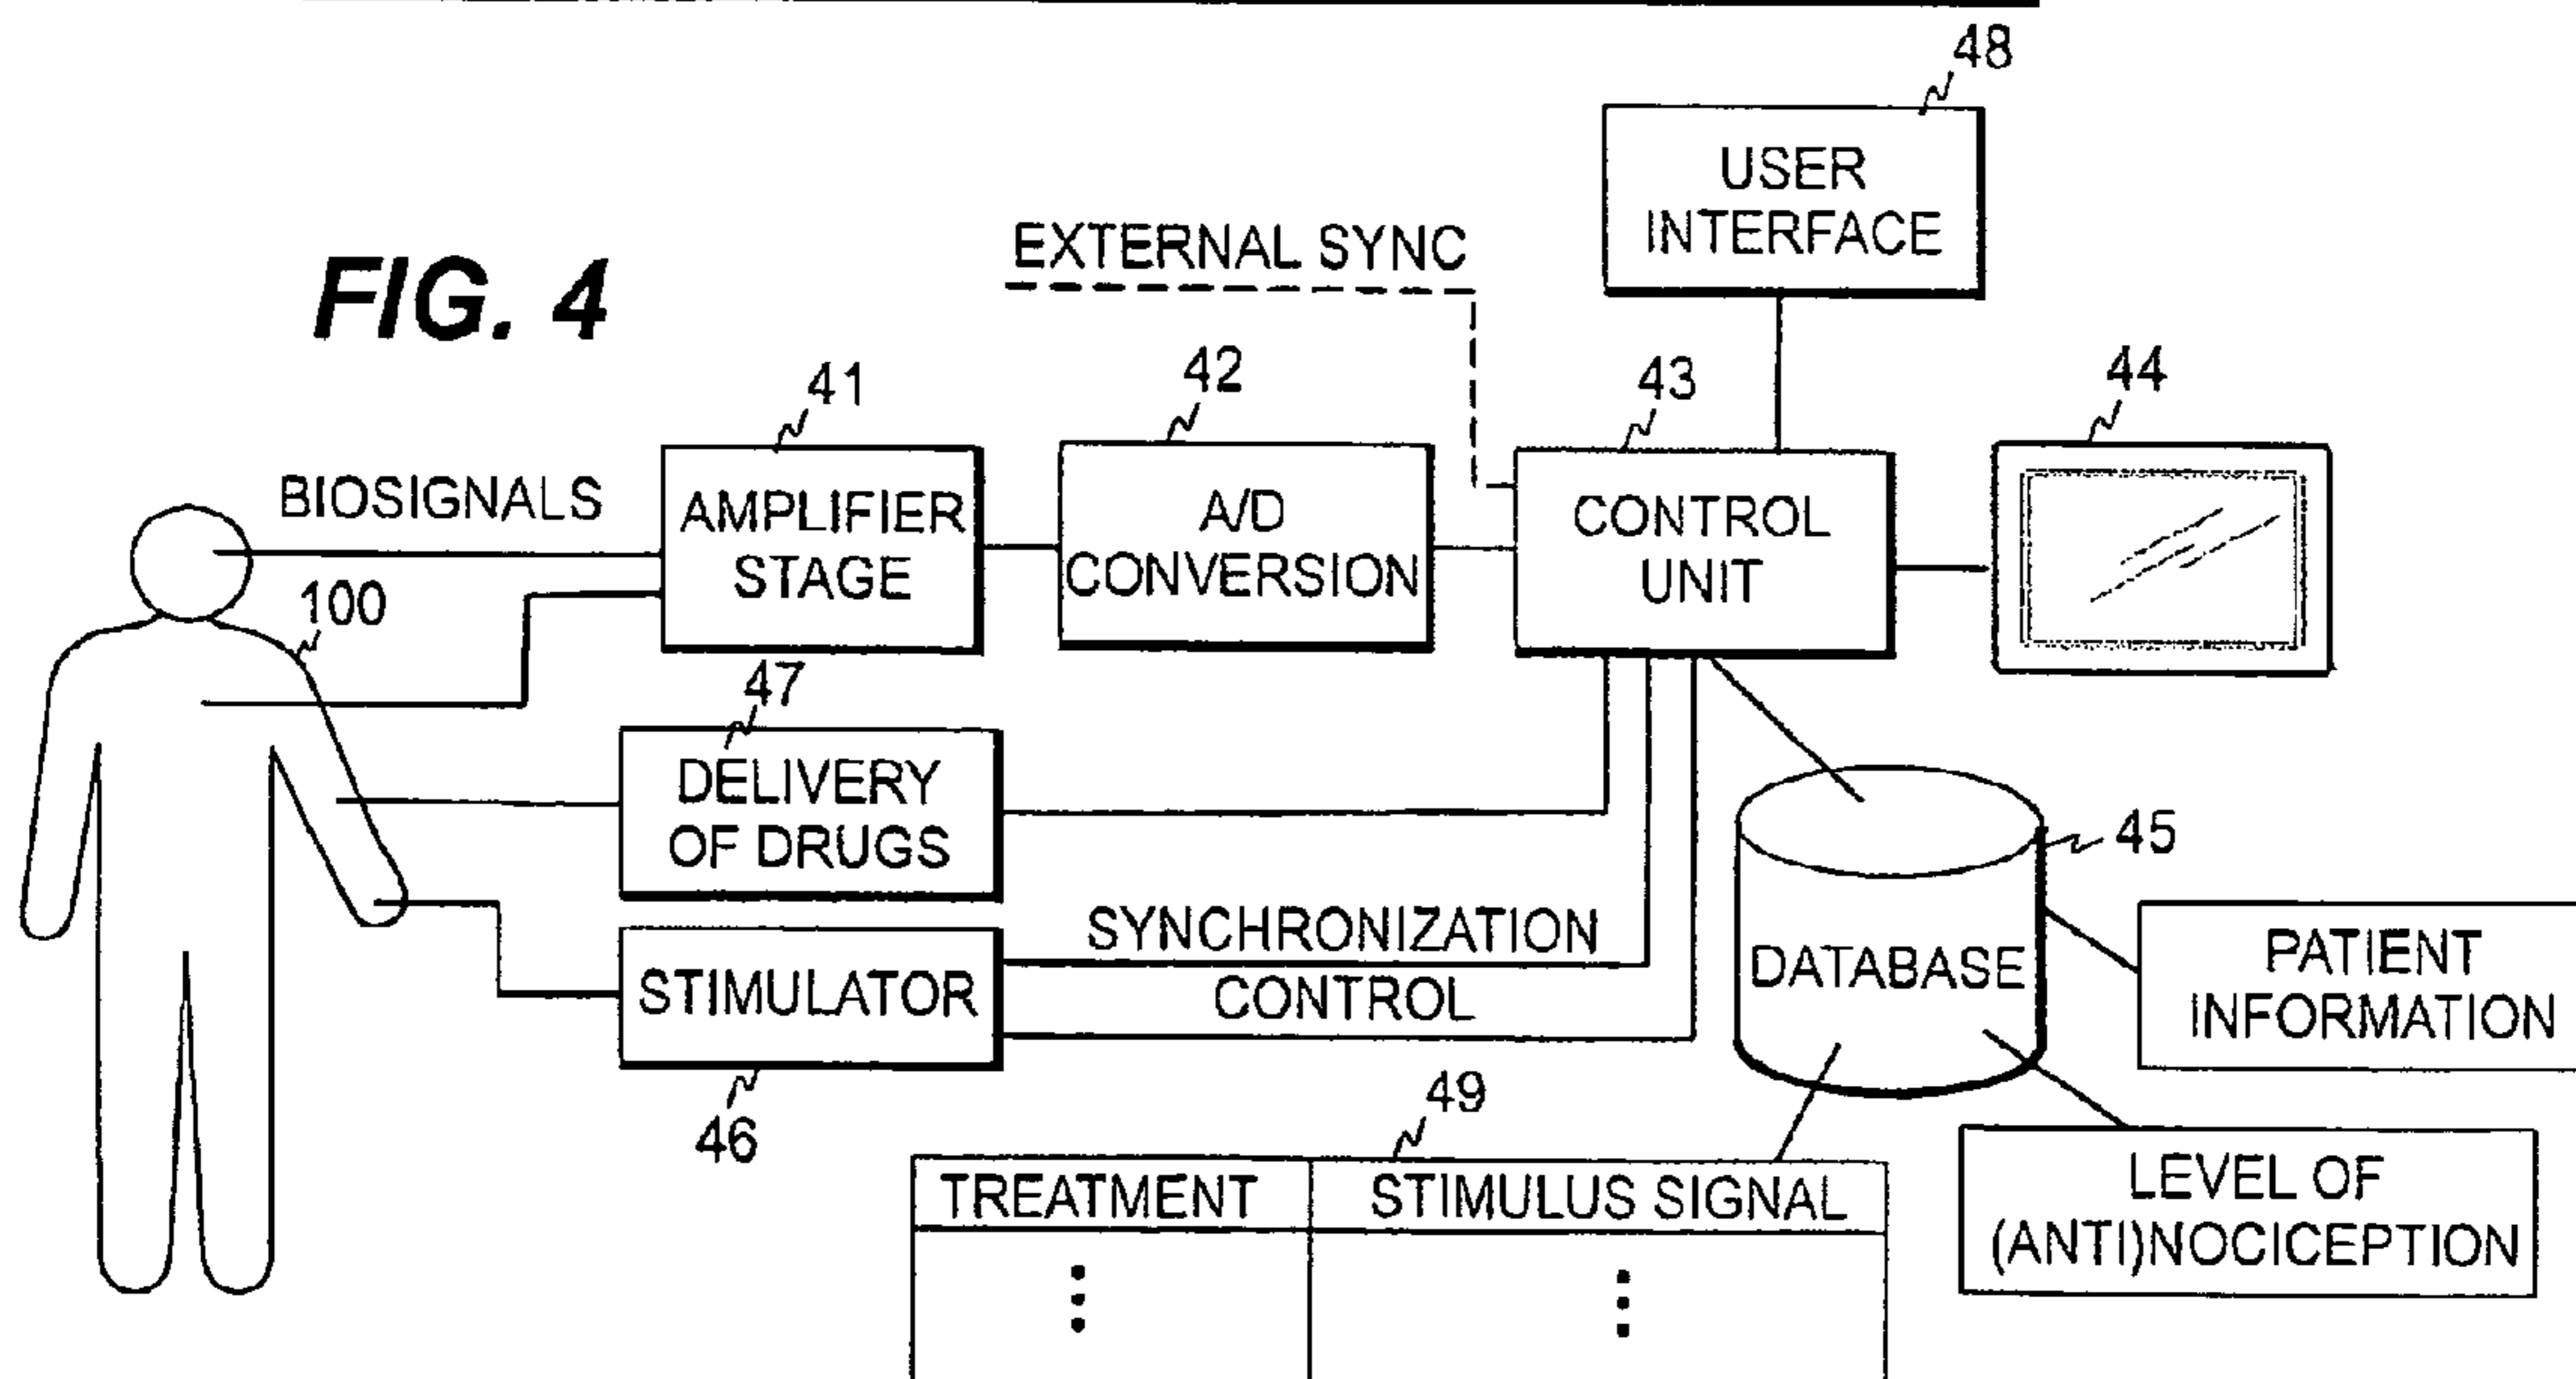 48
USER
INTERFACE
EXTERNAL SYNC
FIG. 4
41
42
43
44
BIOSIGNALS
AMPLIFIER
STAGE
A/D
CONVERSION
CONTROL
UNIT
100
47
DELIVERY
OF DRUGS
45
SYNCHRONIZATION
CONTROL
STIMULATOR
46
DATABASE
PATIENT
INFORMATION
49
TREATMENT
STIMULUS SIGNAL
LEVEL OF
(ANTI)NOCICEPTION